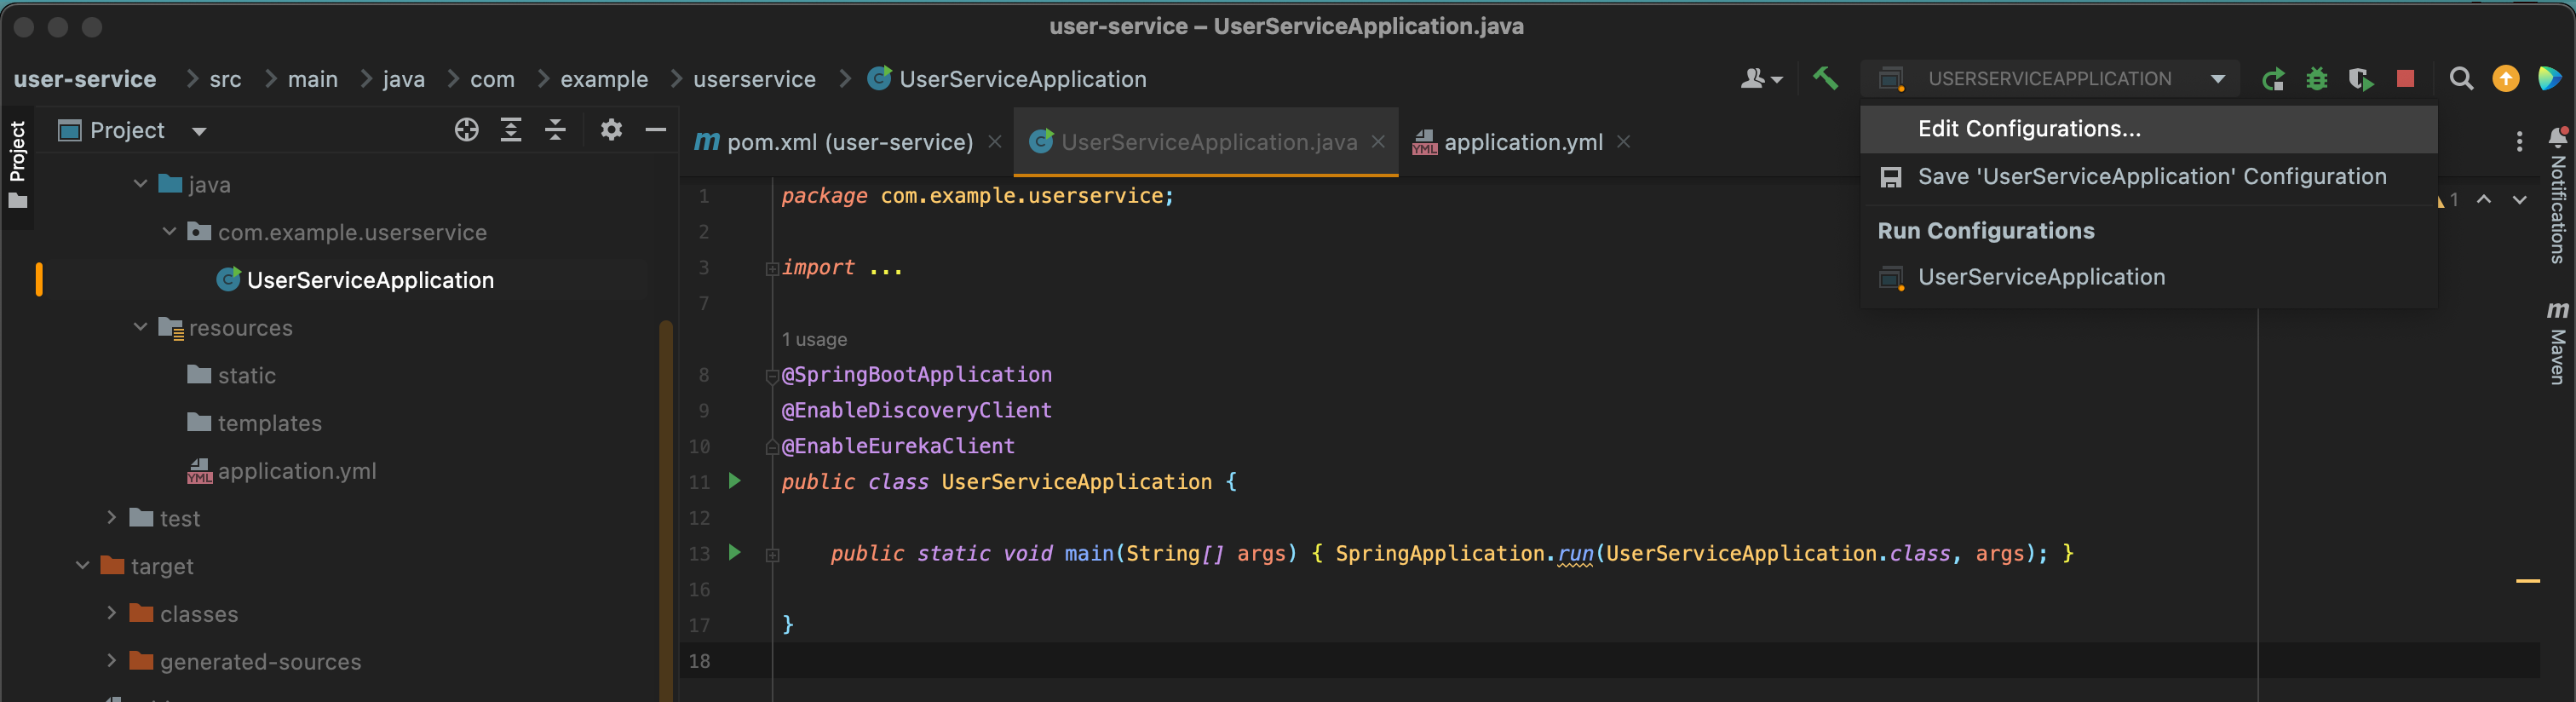 user-service – UserServiceApplication.java
user-service src main java com example userservice UserServiceApplication
USERSERVICEAPPLICATION
Project
Project
pom.xml (user-service)
UserServiceApplication.java
application.yml
Edit Configurations...
Save 'UserServiceApplication' Configuration
Run Configurations
UserServiceApplication
1
Notifications
Maven
java
com.example.userservice
UserServiceApplication
resources
static
templates
YML application.yml
test
target
classes
generated-sources
1 package com.example.userservice;
2
3 import ...
7
1 usage
8 @SpringBootApplication
9 @EnableDiscoveryClient
10 @EnableEurekaClient
11 public class UserServiceApplication {
12
13 public static void main(String[] args) { SpringApplication.run(UserServiceApplication.class, args); }
16
17 }
18